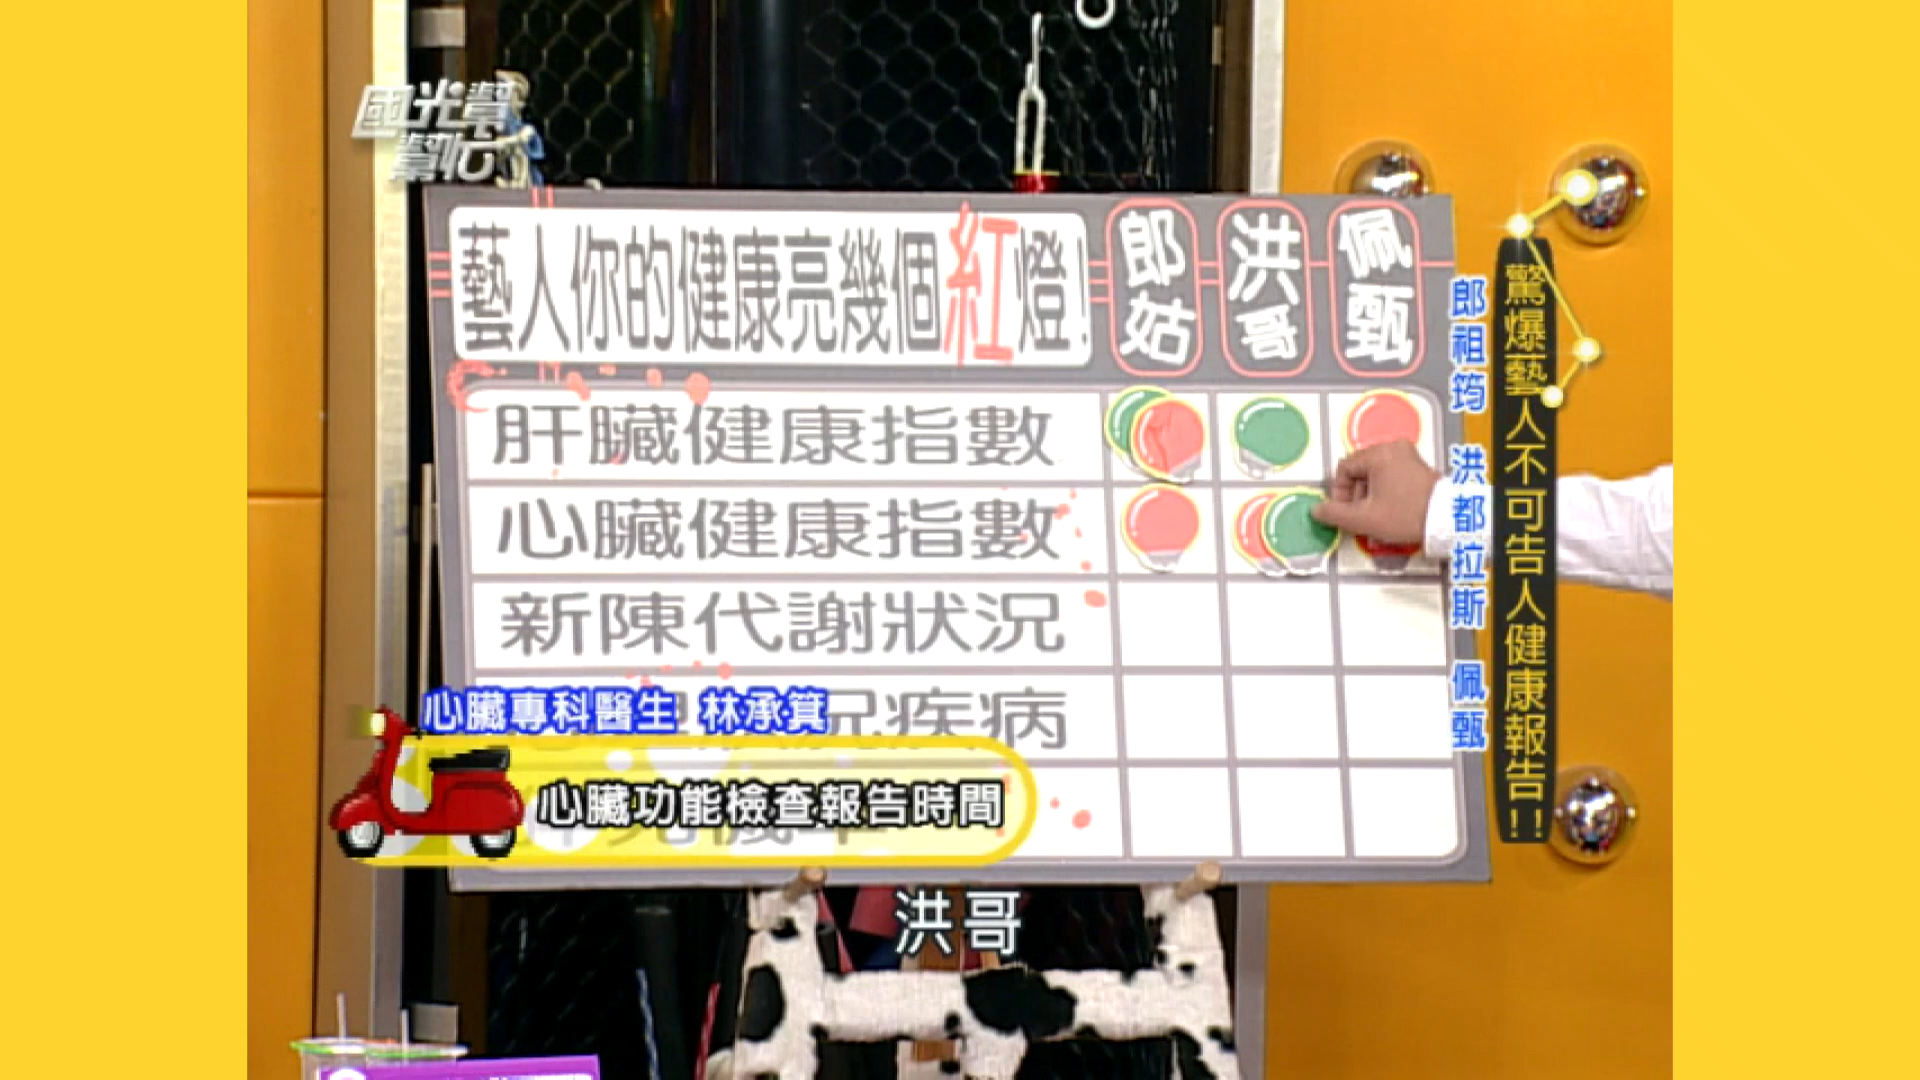 國光幫
幫忙
藝人你的健康亮幾個紅燈!
郎姑
洪哥
佩甄
肝臟健康指數
心臟健康指數
新陳代謝狀況
疾病
心臟專科醫生 林承箕
心臟功能檢查報告時間
洪哥
郎祖筠 洪都拉斯 佩甄
驚爆藝人不可告人健康報告!!